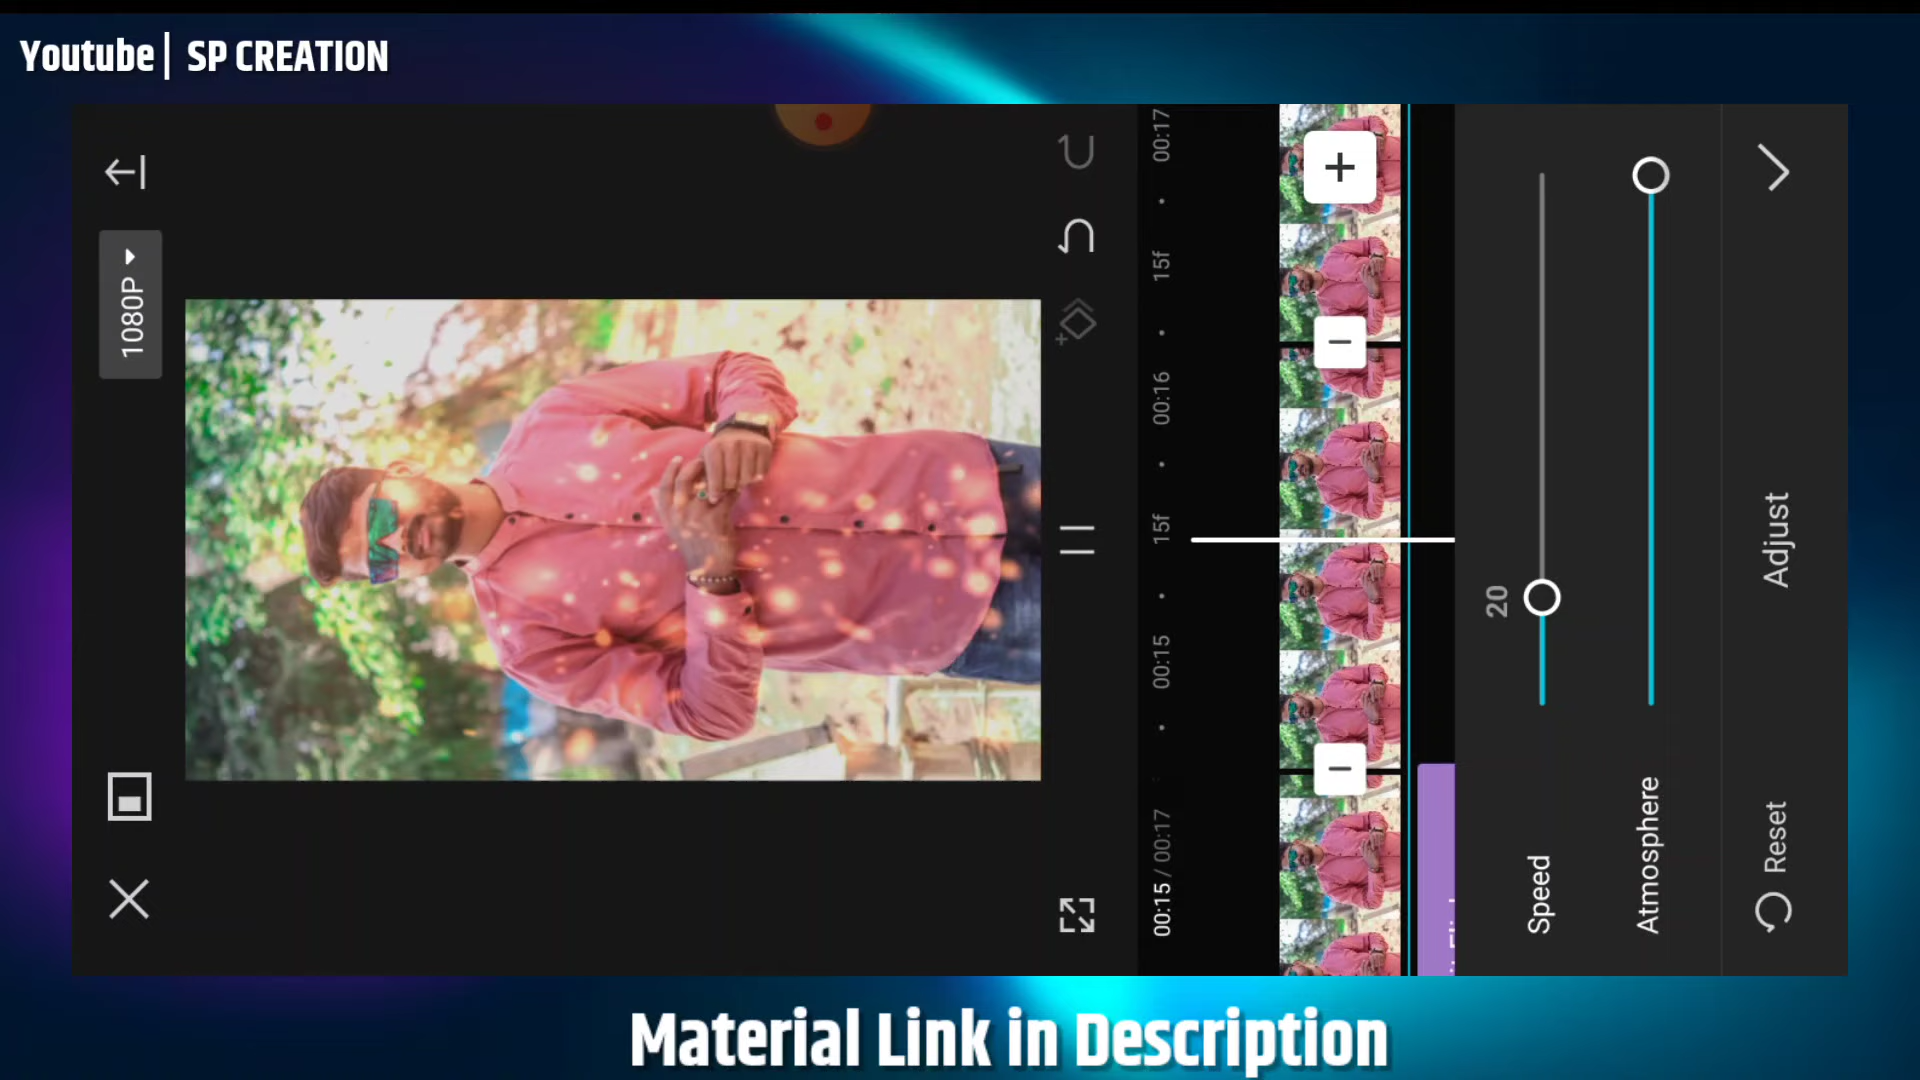 Youtube | SP CREATION
1080P
00:15 / 00:17
00:15
15f
00:16
15f
00:17
Speed
20
Atmosphere
Reset
Adjust
Material Link in Description